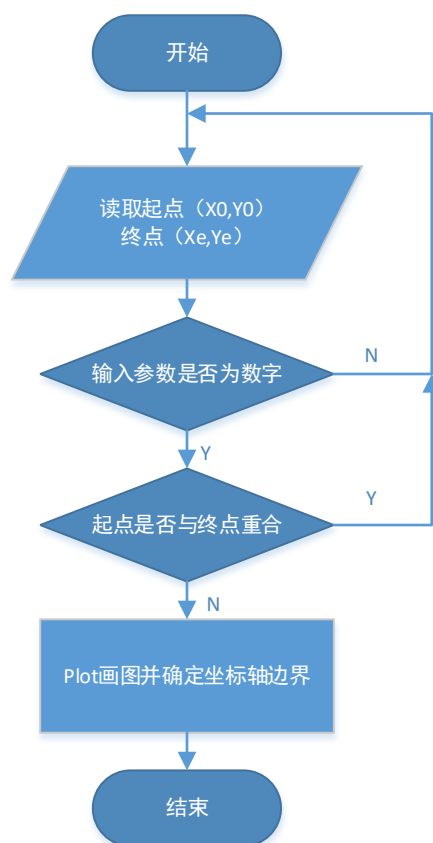 开始
读取起点（X0,Y0）
终点（Xe,Ye）
输入参数是否为数字
N
Y
起点是否与终点重合
Y
N
Plot画图并确定坐标轴边界
结束